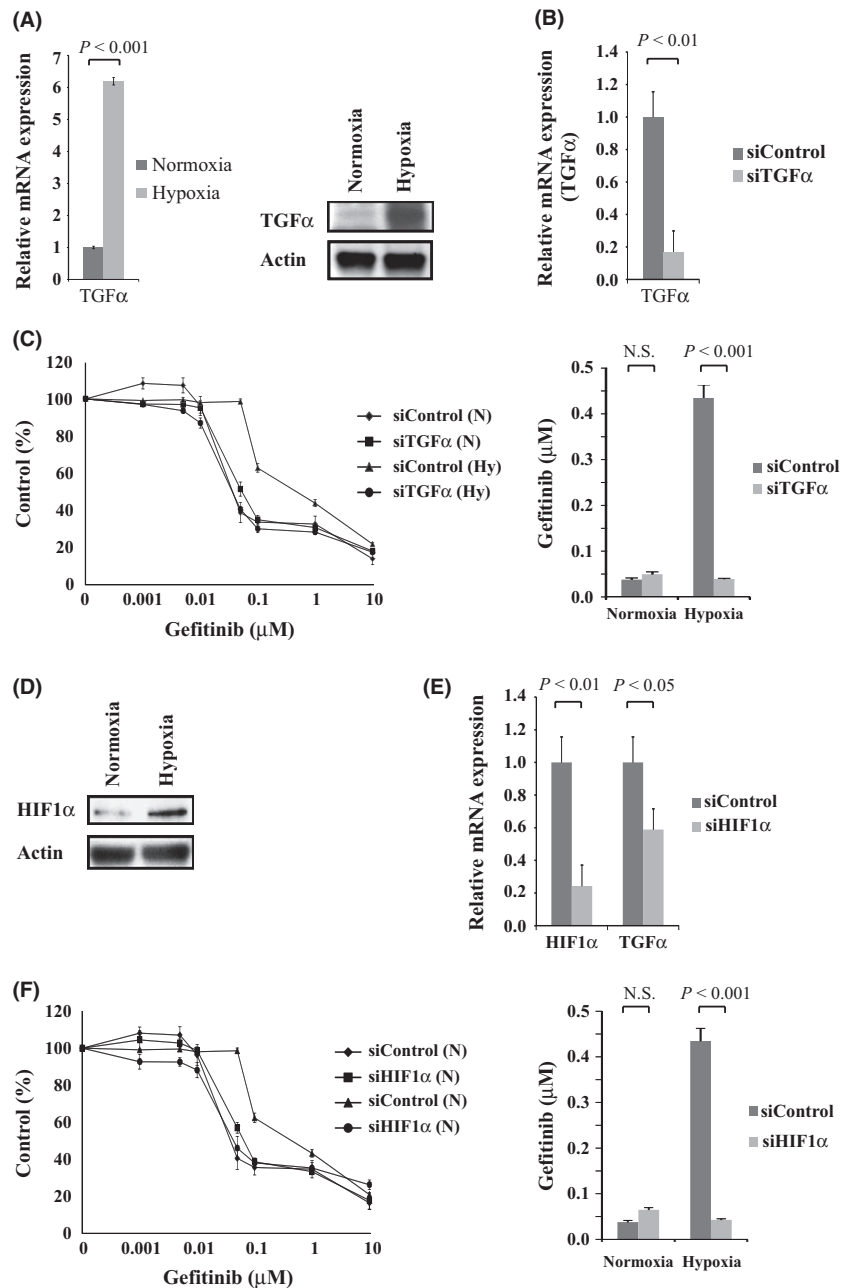 (A)
P < 0.001
Relative mRNA expression
7
6
5
4
3
2
1
0
TGFα
Normoxia
Hypoxia
Normoxia
Hypoxia
TGFα
Actin
(B)
P < 0.01
Relative mRNA expression
(TGFα)
1.4
1.2
1.0
0.8
0.6
0.4
0.2
0.0
TGFα
siControl
siTGFα
(C)
Control (%)
120
100
80
60
40
20
0
0 0.001 0.01 0.1 1 10
Gefitinib (μM)
siControl (N)
siTGFα (N)
siControl (Hy)
siTGFα (Hy)
N.S. P < 0.001
Gefitinib (μM)
0.5
0.4
0.3
0.2
0.1
0.0
Normoxia Hypoxia
siControl
siTGFα
(D)
Normoxia
Hypoxia
HIF1α
Actin
(E)
P < 0.01 P < 0.05
Relative mRNA expression
1.4
1.2
1.0
0.8
0.6
0.4
0.2
0.0
HIF1α TGFα
siControl
siHIF1α
(F)
Control (%)
120
100
80
60
40
20
0
0 0.001 0.01 0.1 1 10
Gefitinib (μM)
siControl (N)
siHIF1α (N)
siControl (N)
siHIF1α (N)
N.S. P < 0.001
Gefitinib (μM)
0.5
0.4
0.3
0.2
0.1
0.0
Normoxia Hypoxia
siControl
siHIF1α